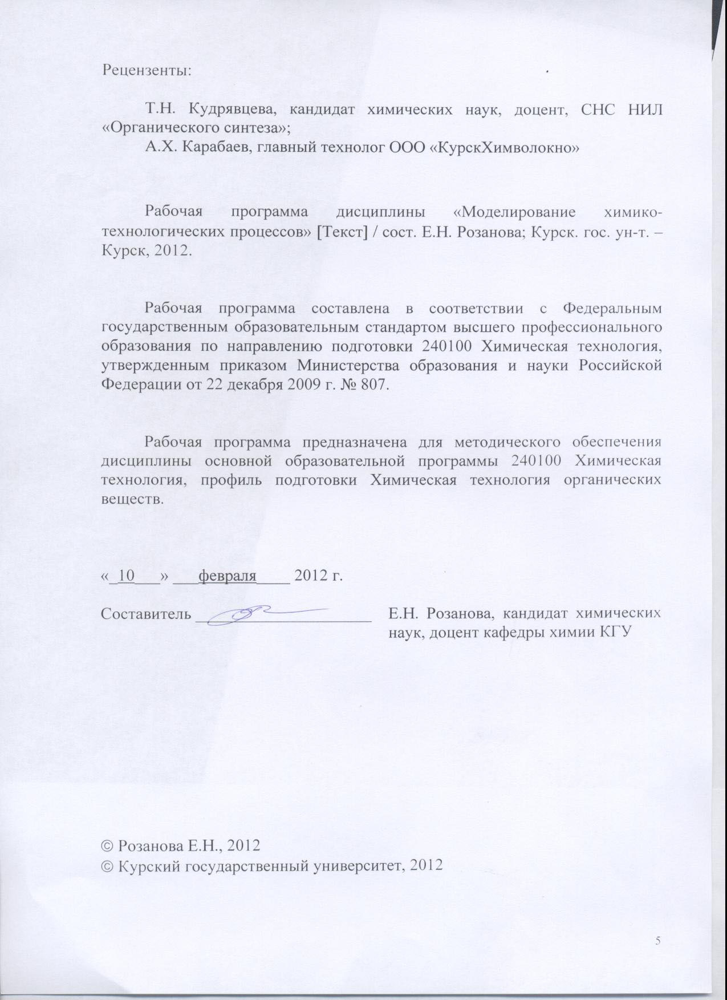 Рецензенты:
Т.Н. Кудрявцева, кандидат химических наук, доцент, СНС НИЛ
«Органического синтеза»;
А.Х. Карабаев, главный технолог ООО «КурскХимволокно»
Рабочая программа дисциплины «Моделирование химико-
технологических процессов» [Текст] / сост. Е.Н. Розанова; Курск. гос. ун-т. –
Курск, 2012.
Рабочая программа составлена в соответствии с Федеральным
государственным образовательным стандартом высшего профессионального
образования по направлению подготовки 240100 Химическая технология,
утвержденным приказом Министерства образования и науки Российской
Федерации от 22 декабря 2009 г. № 807.
Рабочая программа предназначена для методического обеспечения
дисциплины основной образовательной программы 240100 Химическая
технология, профиль подготовки Химическая технология органических
веществ.
«_10___» ___февраля____ 2012 г.
Составитель _____________________ Е.Н. Розанова, кандидат химических
наук, доцент кафедры химии КГУ
© Розанова Е.Н., 2012
© Курский государственный университет, 2012
5